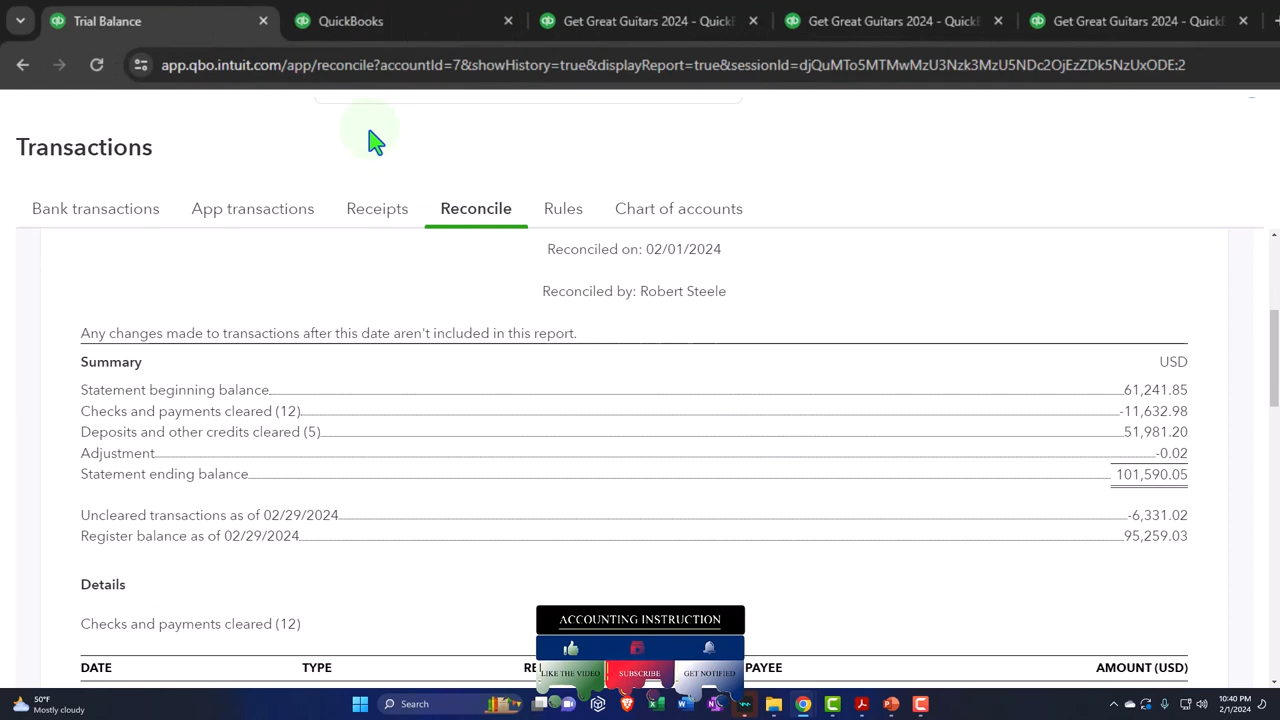 Trial Balance
QuickBooks
Get Great Guitars 2024 - QuickB
Get Great Guitars 2024 - QuickB
Get Great Guitars 2024 - QuickB
app.qbo.intuit.com/app/reconcile?accountId=7&showHistory=true&displayReport=true&sessionId=djQuMTo5MTMwMzU3Nzk3MzU5NDc2OjEzZDk5NzUxODE:2
Transactions
Bank transactions App transactions Receipts Reconcile Rules Chart of accounts
Reconciled on: 02/01/2024
Reconciled by: Robert Steele
Any changes made to transactions after this date aren't included in this report.
Summary USD
Statement beginning balance 61,241.85
Checks and payments cleared (12) -11,632.98
Deposits and other credits cleared (5) 51,981.20
Adjustment -0.02
Statement ending balance 101,590.05
Uncleared transactions as of 02/29/2024 -6,331.02
Register balance as of 02/29/2024 95,259.03
Details
Checks and payments cleared (12)
ACCOUNTING INSTRUCTION
DATE TYPE PAYEE AMOUNT (USD)
LIKE THE VIDEO SUBSCRIBE GET NOTIFIED
50°F
Mostly cloudy
Search
10:40 PM
2/1/2024